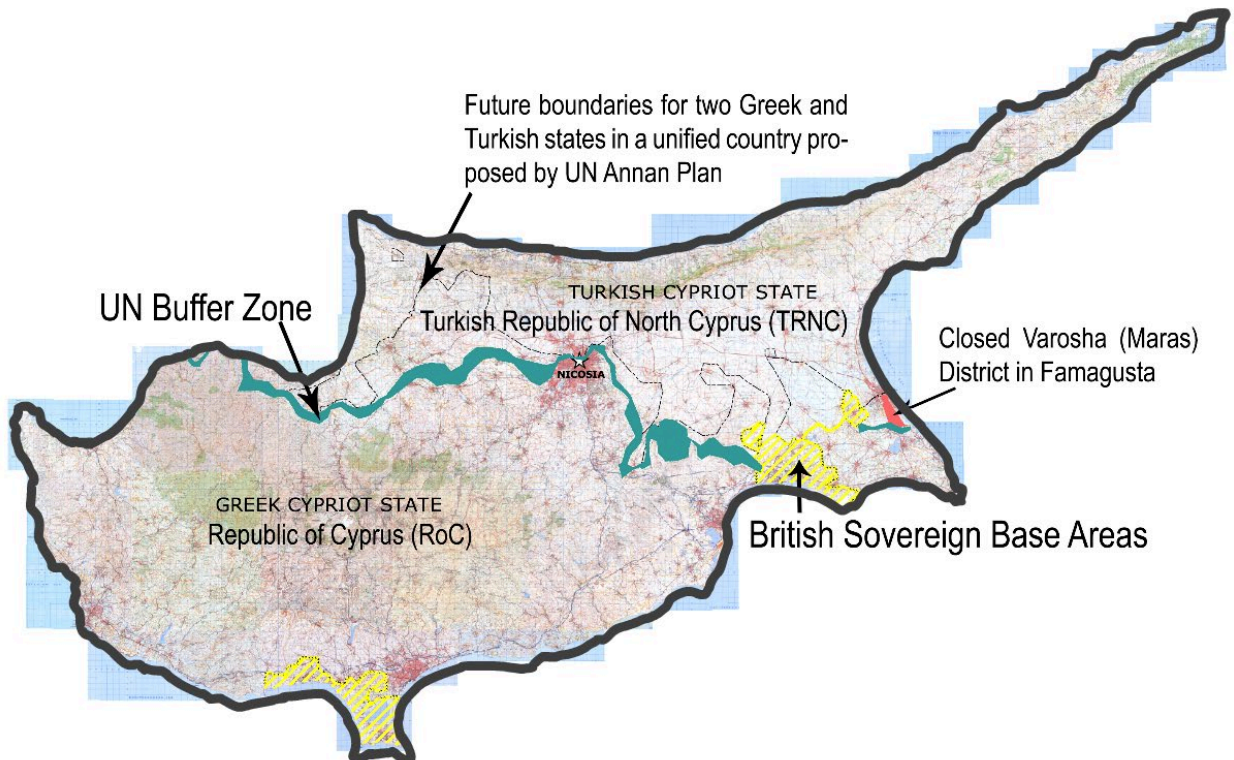 Future boundaries for two Greek and
Turkish states in a unified country pro-
posed by UN Annan Plan
UN Buffer Zone
TURKISH CYPRIOT STATE
Turkish Republic of North Cyprus (TRNC)
Closed Varosha (Maras)
District in Famagusta
NICOSIA
GREEK CYPRIOT STATE
Republic of Cyprus (RoC)
British Sovereign Base Areas